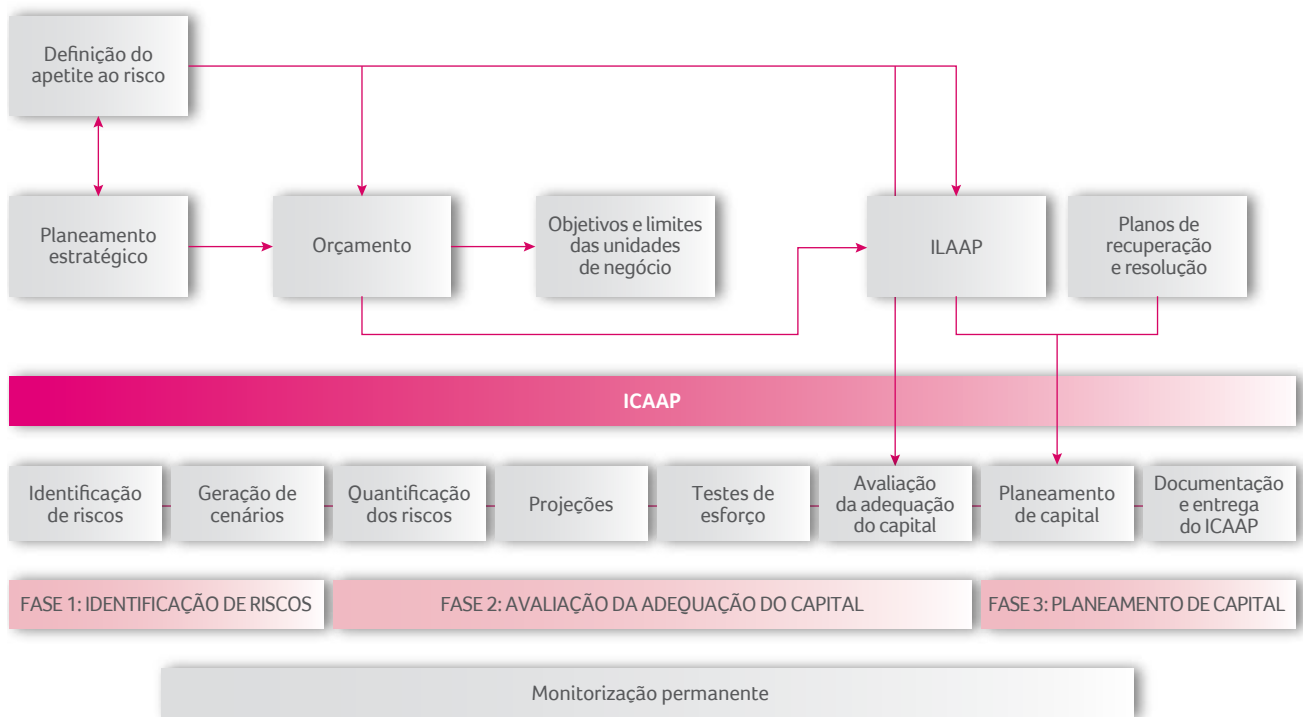 Definição do
apetite ao risco
Planeamento
estratégico
Orçamento
Objetivos e limites
das unidades
de negócio
ILAAP
Planos de
recuperação
e resolução
ICAAP
Identificação
de riscos
Geração de
cenários
Quantificação
dos riscos
Projeções
Testes de
esforço
Avaliação
da adequação
do capital
Planeamento
de capital
Documentação
e entrega
do ICAAP
FASE 1: IDENTIFICAÇÃO DE RISCOS
FASE 2: AVALIAÇÃO DA ADEQUAÇÃO DO CAPITAL
FASE 3: PLANEAMENTO DE CAPITAL
Monitorização permanente